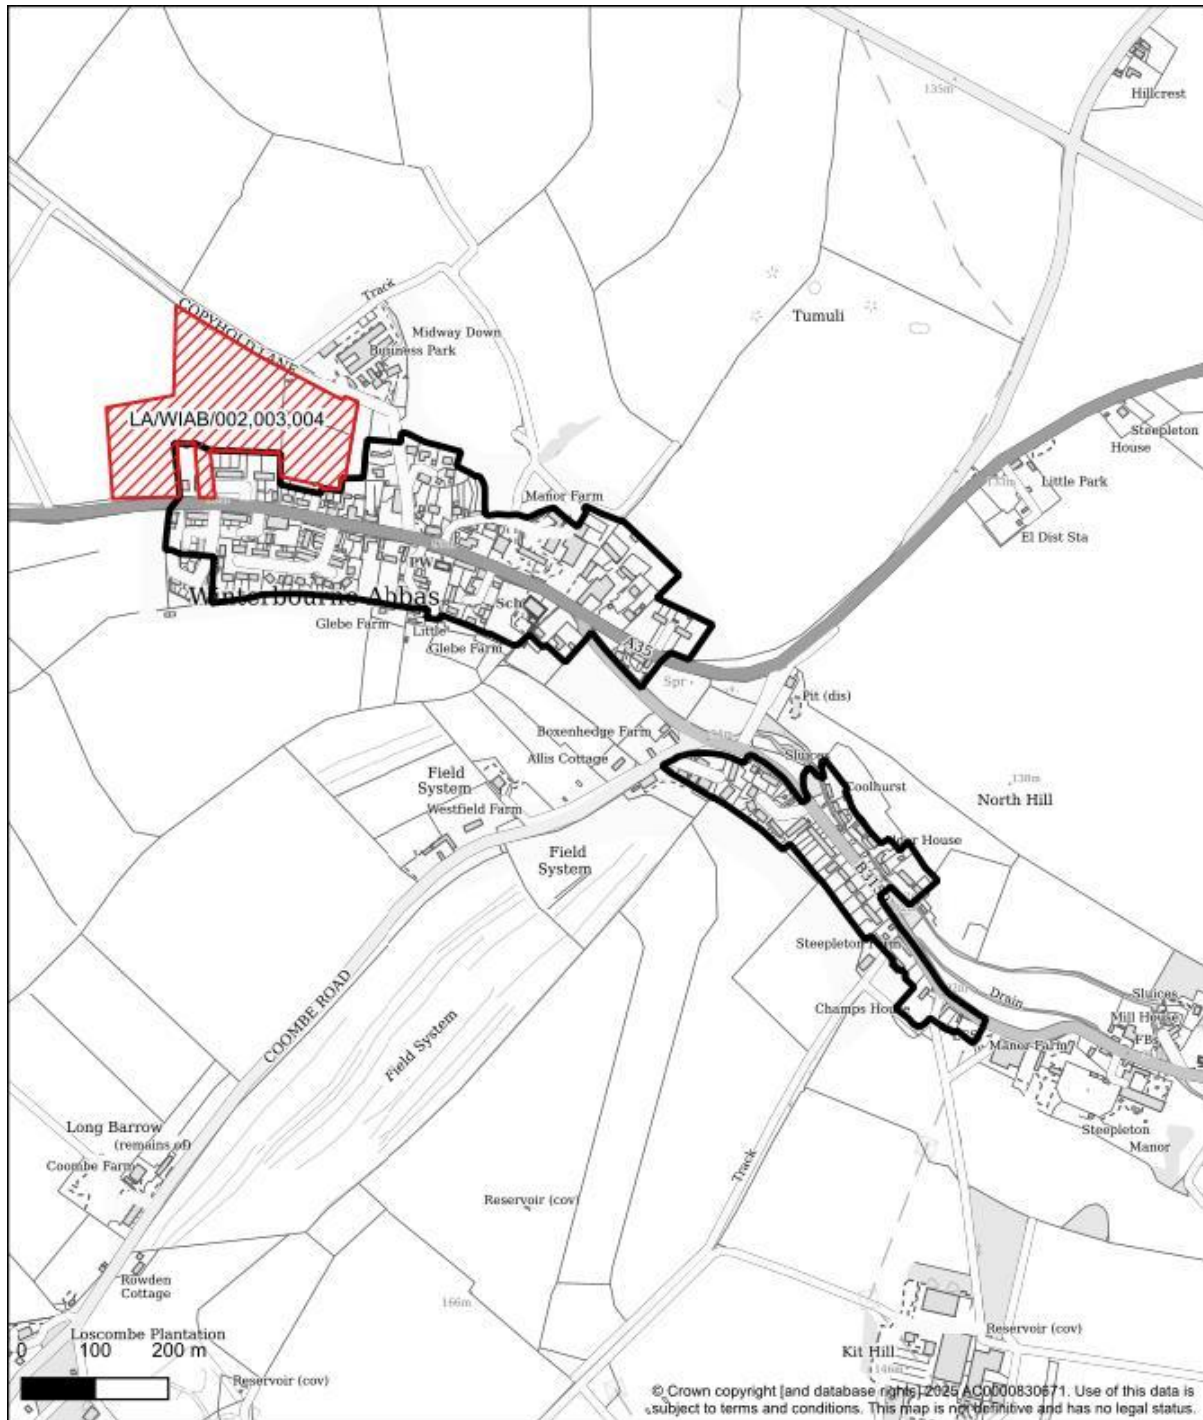 Hillcrest
135m
COPYHOLD LANE
Track
Midway Down
Business Park
Tumuli
LA/WIAB/002,003,004
Steepleton
House
Little Park
El Dist Sta
Manor Farm
PW
Winterbourne Abbas
Sch
Glebe Farm
Little
Glebe Farm
A35
Spr
Pit (dis)
Boxenhedge Farm
Allis Cottage
Sluices
Coolhurst
138m
North Hill
Field
System
Westfield Farm
Field
System
B315
Steepleton Farm
Champs House
Drain
Sluices
Mill House
FBs
Manor Farm
Steepleton
Manor
COOMBE ROAD
Field System
Long Barrow
(remains of)
Coombe Farm
Track
Reservoir (cov)
Rowden
Cottage
166m
Loscombe Plantation
0 100 200 m
Reservoir (cov)
Reservoir (cov)
Kit Hill
146m
© Crown copyright [and database rights] 2025 AC0000830671. Use of this data is
subject to terms and conditions. This map is not definitive and has no legal status.